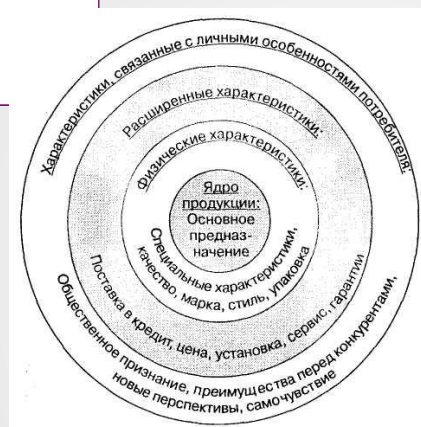 Характеристики, связанные с личными особенностями потребителя:
Расширенные характеристики:
Физические характеристики:
Ядро
продукции:
Основное
предназ-
начение
Специальные характеристики,
качество, марка, стиль, упаковка
Поставка в кредит, цена, установка, сервис, гарантии
Общественное признание, преимущества перед конкурентами,
новые перспективы, самочувствие